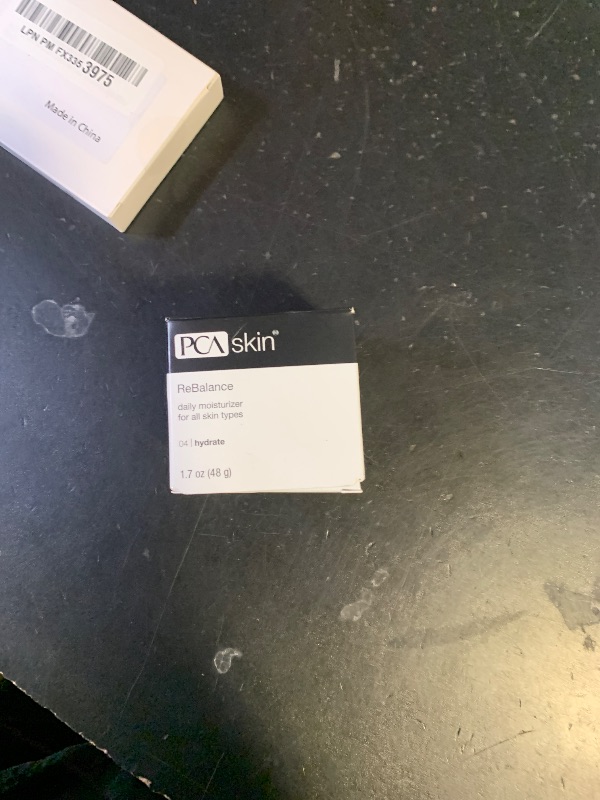 LPN PM FX335 3975
Made in China
PCA skin®
ReBalance
daily moisturizer
for all skin types
04 | hydrate
1.7 oz (48 g)